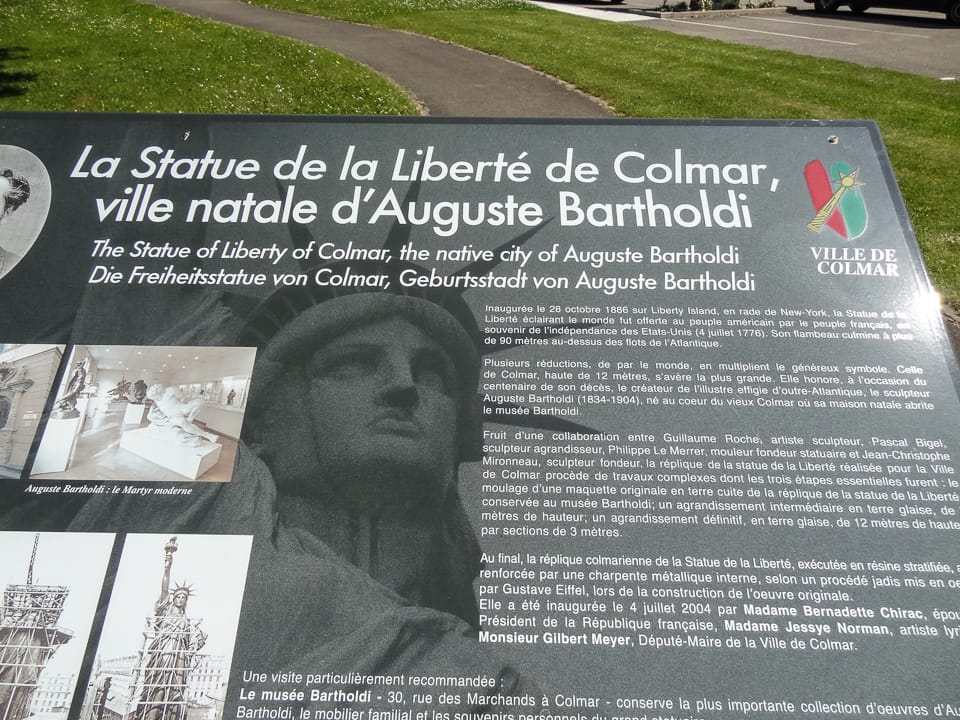 La Statue de la Liberté de Colmar,
ville natale d'Auguste Bartholdi
The Statue of Liberty of Colmar, the native city of Auguste Bartholdi
Die Freiheitsstatue von Colmar, Geburtsstadt von Auguste Bartholdi
VILLE DE
COLMAR
Inaugurée le 28 octobre 1886 sur Liberty Island, en rade de New-York, la Statue de la
Liberté éclairant le monde fut offerte au peuple américain par le peuple français, en
souvenir de l'indépendance des Etats-Unis (4 juillet 1776). Son flambeau culmine à plus
de 90 mètres au-dessus des flots de l'Atlantique.
Plusieurs réductions, de par le monde, en multiplient le généreux symbole. Celle
de Colmar, haute de 12 mètres, s'avère la plus grande. Elle honore, à l'occasion du
centenaire de son décès, le créateur de l'illustre effigie d'outre-Atlantique, le sculpteur
Auguste Bartholdi (1834-1904), né au coeur du vieux Colmar où sa maison natale abrite
le musée Bartholdi.
Fruit d'une collaboration entre Guillaume Roche, artiste sculpteur, Pascal Bigel,
sculpteur agrandisseur, Philippe Le Merrer, mouleur fondeur statuaire et Jean-Christophe
Mironneau, sculpteur fondeur, la réplique de la statue de la Liberté réalisée pour la Ville
de Colmar procède de travaux complexes dont les trois étapes essentielles furent : le
moulage d'une maquette originale en terre cuite de la réplique de la statue de la Liberté
conservée au musée Bartholdi; un agrandissement intermédiaire en terre glaise, de
mètres de hauteur; un agrandissement définitif, en terre glaise, de 12 mètres de haute
par sections de 3 mètres.
Au final, la réplique colmarienne de la Statue de la Liberté, exécutée en résine stratifiée, a
renforcée par une charpente métallique interne, selon un procédé jadis mis en oe
par Gustave Eiffel, lors de la construction de l'oeuvre originale.
Elle a été inaugurée le 4 juillet 2004 par Madame Bernadette Chirac, épou
Président de la République française, Madame Jessye Norman, artiste lyri
Monsieur Gilbert Meyer, Député-Maire de la Ville de Colmar.
Auguste Bartholdi : le Martyr moderne
Une visite particulièrement recommandée :
Le musée Bartholdi - 30, rue des Marchands à Colmar - conserve la plus importante collection d'oeuvres d'Au
Bartholdi, le mobilier familial et les souvenirs personnels du grand statuaire